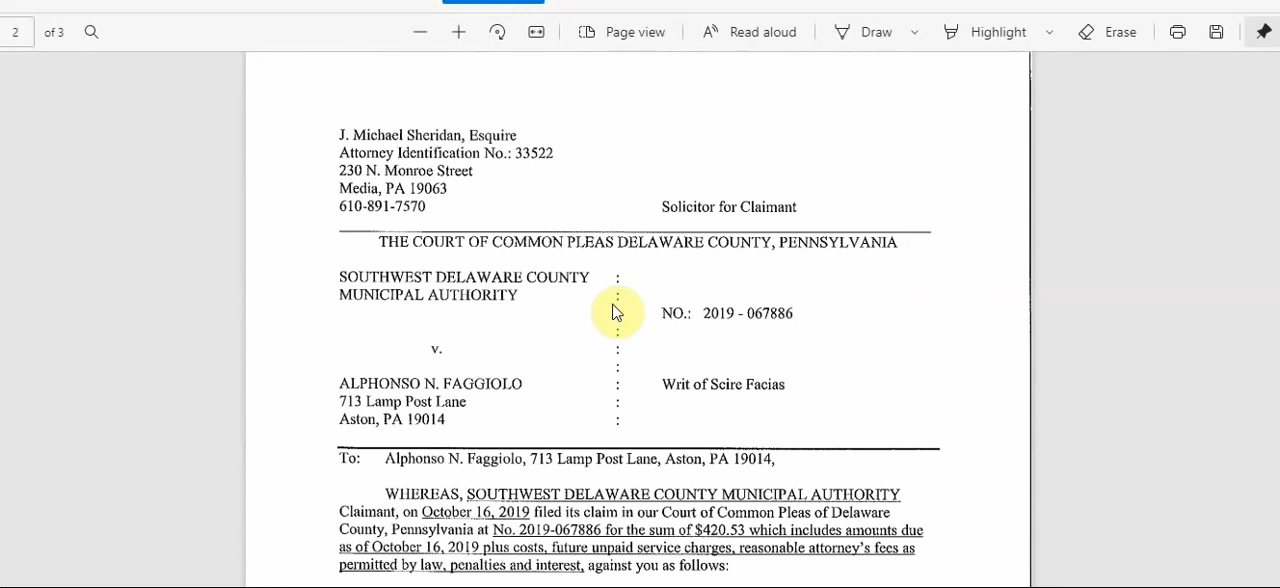 2 of 3 Page view Read aloud Draw Highlight Erase
J. Michael Sheridan, Esquire
Attorney Identification No.: 33522
230 N. Monroe Street
Media, PA 19063
610-891-7570 Solicitor for Claimant
THE COURT OF COMMON PLEAS DELAWARE COUNTY, PENNSYLVANIA
SOUTHWEST DELAWARE COUNTY :
MUNICIPAL AUTHORITY :
NO.: 2019 - 067886
:
v. :
:
ALPHONSO N. FAGGIOLO : Writ of Scire Facias
713 Lamp Post Lane :
Aston, PA 19014 :
To: Alphonso N. Faggiolo, 713 Lamp Post Lane, Aston, PA 19014,
WHEREAS, SOUTHWEST DELAWARE COUNTY MUNICIPAL AUTHORITY
Claimant, on October 16, 2019 filed its claim in our Court of Common Pleas of Delaware
County, Pennsylvania at No. 2019-067886 for the sum of $420.53 which includes amounts due
as of October 16, 2019 plus costs, future unpaid service charges, reasonable attorney's fees as
permitted by law, penalties and interest, against you as follows: